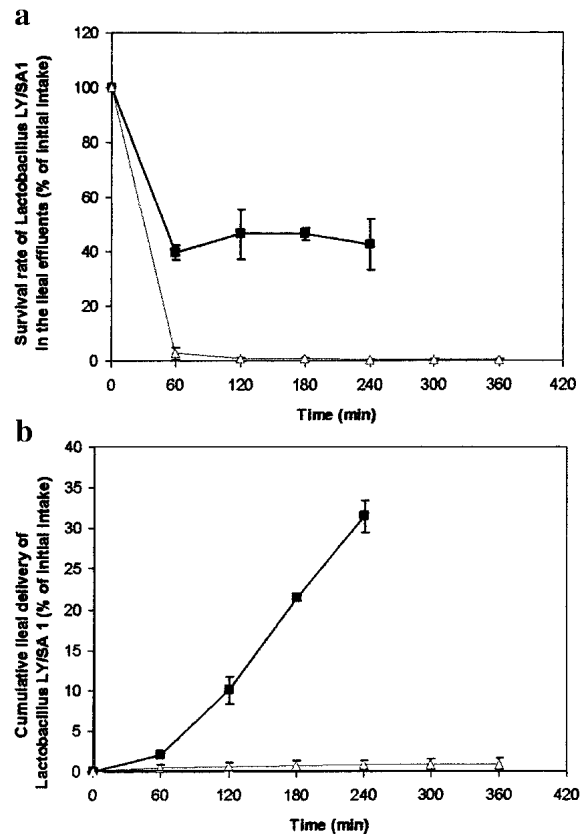 a
120
100
80
60
40
20
0
Survival rate of Lactobacillus LY/SA1
in the ileal effluents (% of initial intake)
0 60 120 180 240 300 360 420
Time (min)
b
40
35
30
25
20
15
10
5
0
Cumulative ileal delivery of
Lactobacillus LY/SA 1 (% of initial intake)
0 60 120 180 240 300 360 420
Time (min)